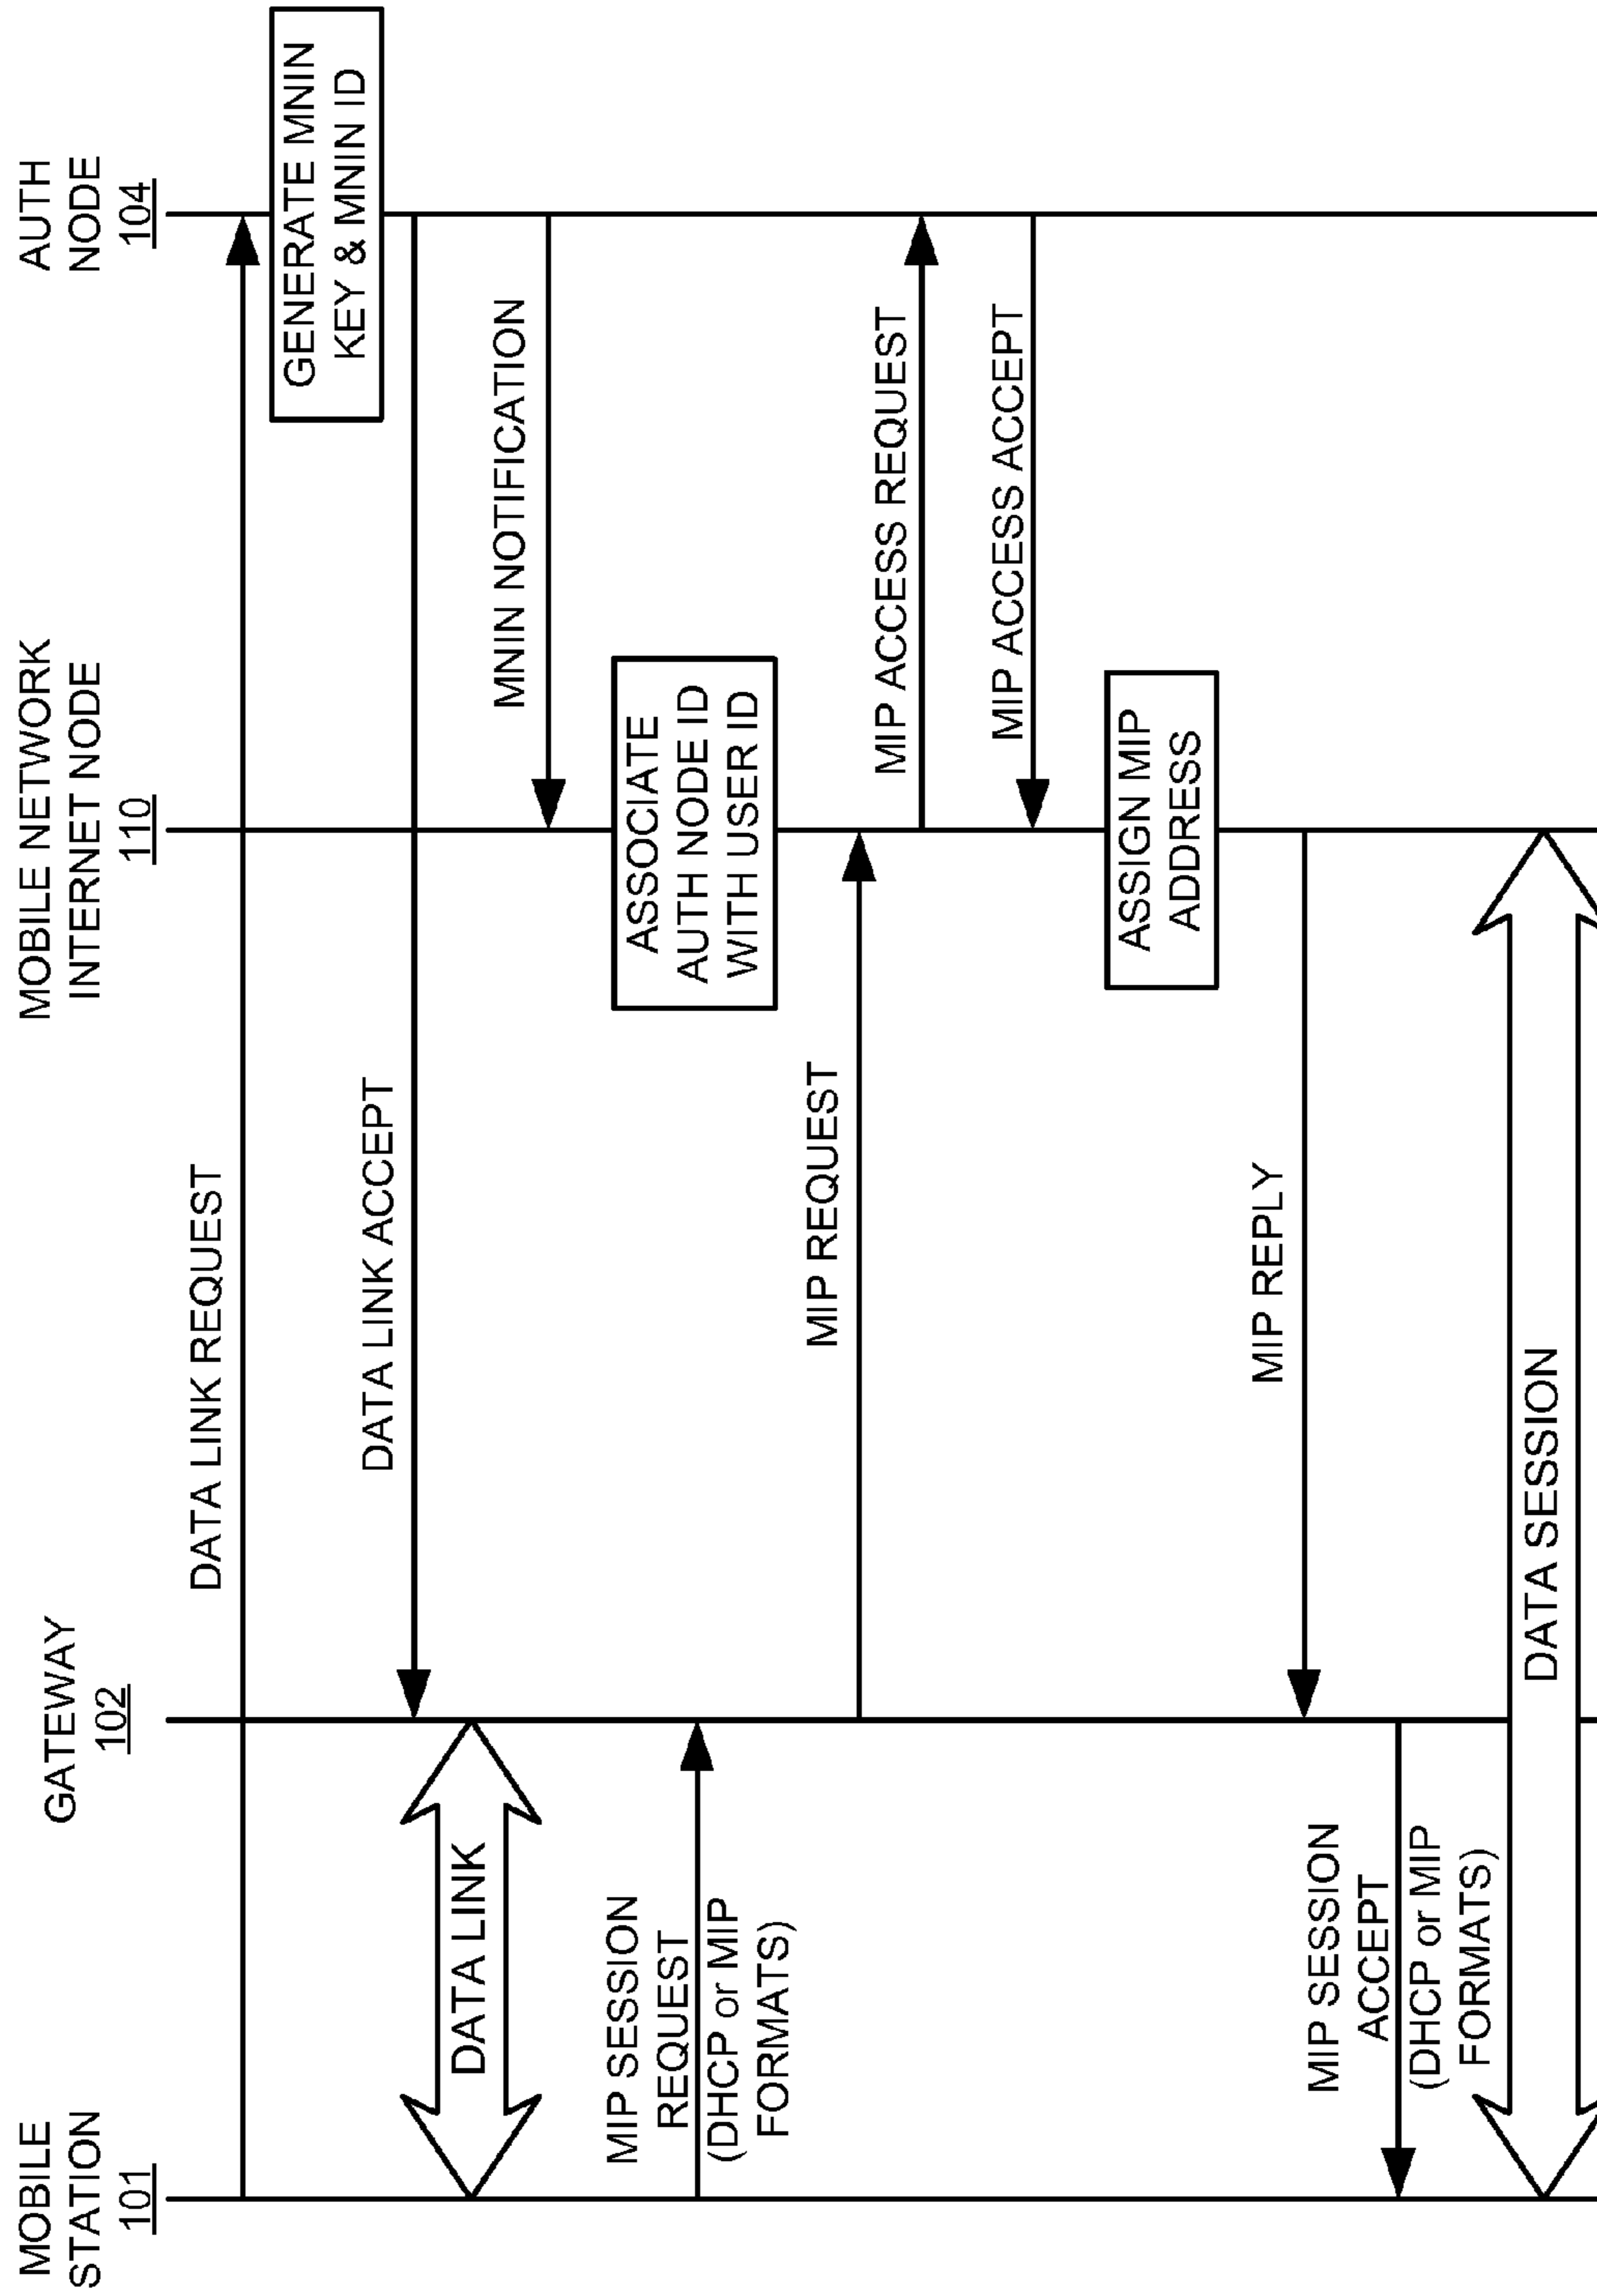 MOBILE
STATION
101
GATEWAY
102
MOBILE NETWORK
INTERNET NODE
110
AUTH
NODE
104
DATA LINK REQUEST
GENERATE MNIN
KEY & MNIN ID
DATA LINK ACCEPT
DATA LINK
MNIN NOTIFICATION
ASSOCIATE
AUTH NODE ID
WITH USER ID
MIP SESSION
REQUEST
(DHCP or MIP
FORMATS)
MIP REQUEST
MIP ACCESS REQUEST
MIP ACCESS ACCEPT
ASSIGN MIP
ADDRESS
MIP REPLY
MIP SESSION
ACCEPT
(DHCP or MIP
FORMATS)
DATA SESSION